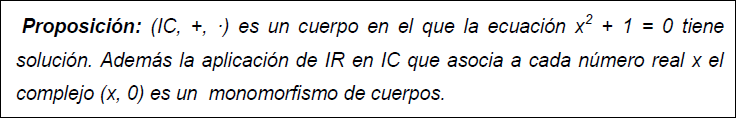 Proposición: (IC, +, ·) es un cuerpo en el que la ecuación x² + 1 = 0 tiene
solución. Además la aplicación de IR en IC que asocia a cada número real x el
complejo (x, 0) es un monomorfismo de cuerpos.